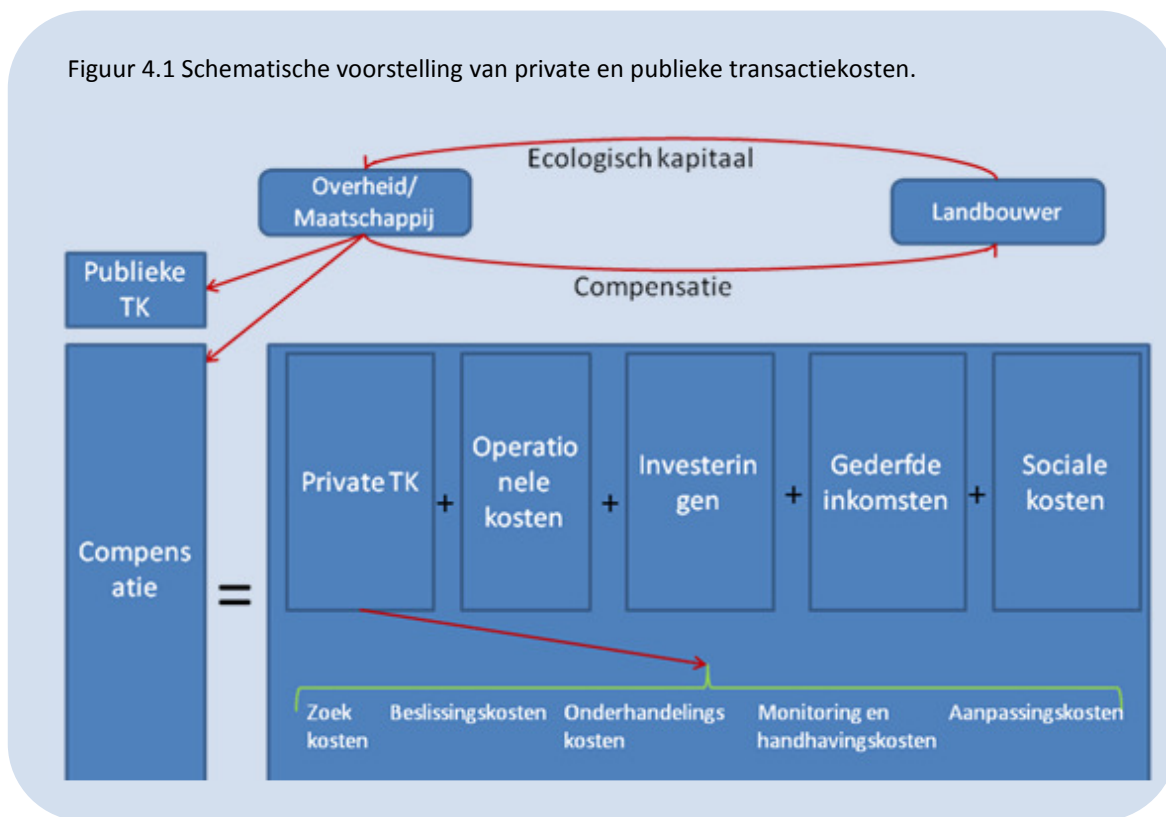 Figuur 4.1 Schematische voorstelling van private en publieke transactiekosten.
Ecologisch kapitaal
Overheid/
Maatschappij
Landbouwer
Compensatie
Publieke
TK
Compens
atie
=
Private TK
+
Operatio
nele
kosten
+
Investerin
gen
+
Gederfde
inkomsten
+
Sociale
kosten
Zoek
kosten
Beslissingskosten
Onderhandelings
kosten
Monitoring en
handhavingskosten
Aanpassingskosten